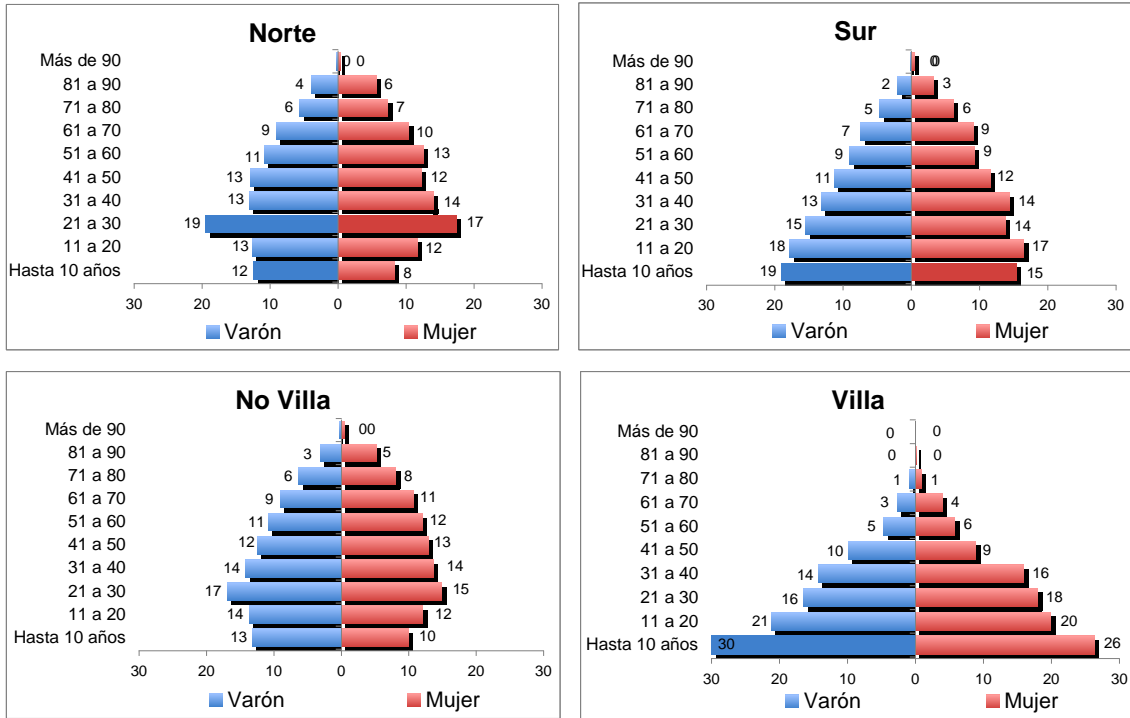 Norte
Más de 90 0 0
81 a 90 4 6
71 a 80 6 7
61 a 70 9 10
51 a 60 11 13
41 a 50 13 12
31 a 40 13 14
21 a 30 19 17
11 a 20 13 12
Hasta 10 años 12 8
30 20 10 0 10 20 30
Varón Mujer
Sur
Más de 90 0 0
81 a 90 2 3
71 a 80 5 6
61 a 70 7 9
51 a 60 9 9
41 a 50 11 12
31 a 40 13 14
21 a 30 15 14
11 a 20 18 17
Hasta 10 años 19 15
30 20 10 0 10 20 30
Varón Mujer
No Villa
Más de 90 0 0
81 a 90 3 5
71 a 80 6 8
61 a 70 9 11
51 a 60 11 12
41 a 50 12 13
31 a 40 14 14
21 a 30 17 15
11 a 20 14 12
Hasta 10 años 13 10
30 20 10 0 10 20 30
Varón Mujer
Villa
Más de 90 0 0
81 a 90 0 0
71 a 80 1 1
61 a 70 3 4
51 a 60 5 6
41 a 50 10 9
31 a 40 14 16
21 a 30 16 18
11 a 20 21 20
Hasta 10 años 30 26
30 20 10 0 10 20 30
Varón Mujer